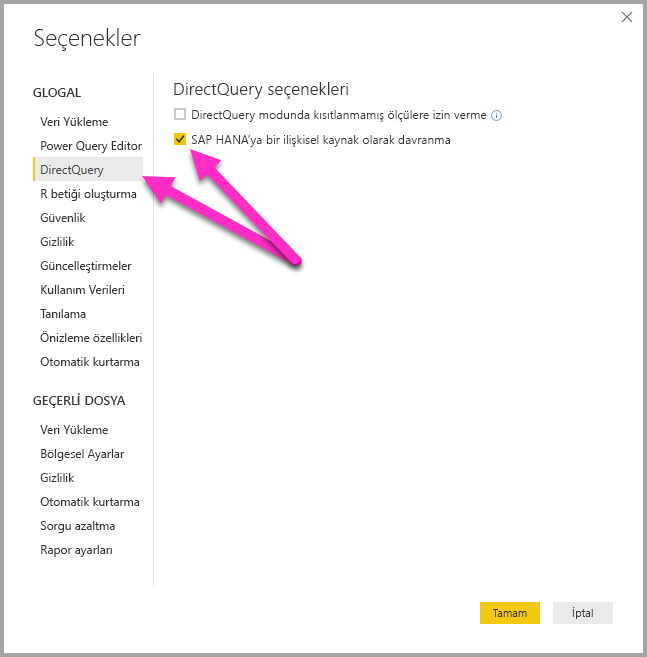 Seçenekler
GLOGAL
Veri Yükleme
Power Query Editor
DirectQuery
R betiği oluşturma
Güvenlik
Gizlilik
Güncelleştirmeler
Kullanım Verileri
Tanılama
Önizleme özellikleri
Otomatik kurtarma
GEÇERLİ DOSYA
Veri Yükleme
Bölgesel Ayarlar
Gizlilik
Otomatik kurtarma
Sorgu azaltma
Rapor ayarları
DirectQuery seçenekleri
DirectQuery modunda kısıtlanmamış ölçülere izin verme
SAP HANA’ya bir ilişkisel kaynak olarak davranma
Tamam
İptal